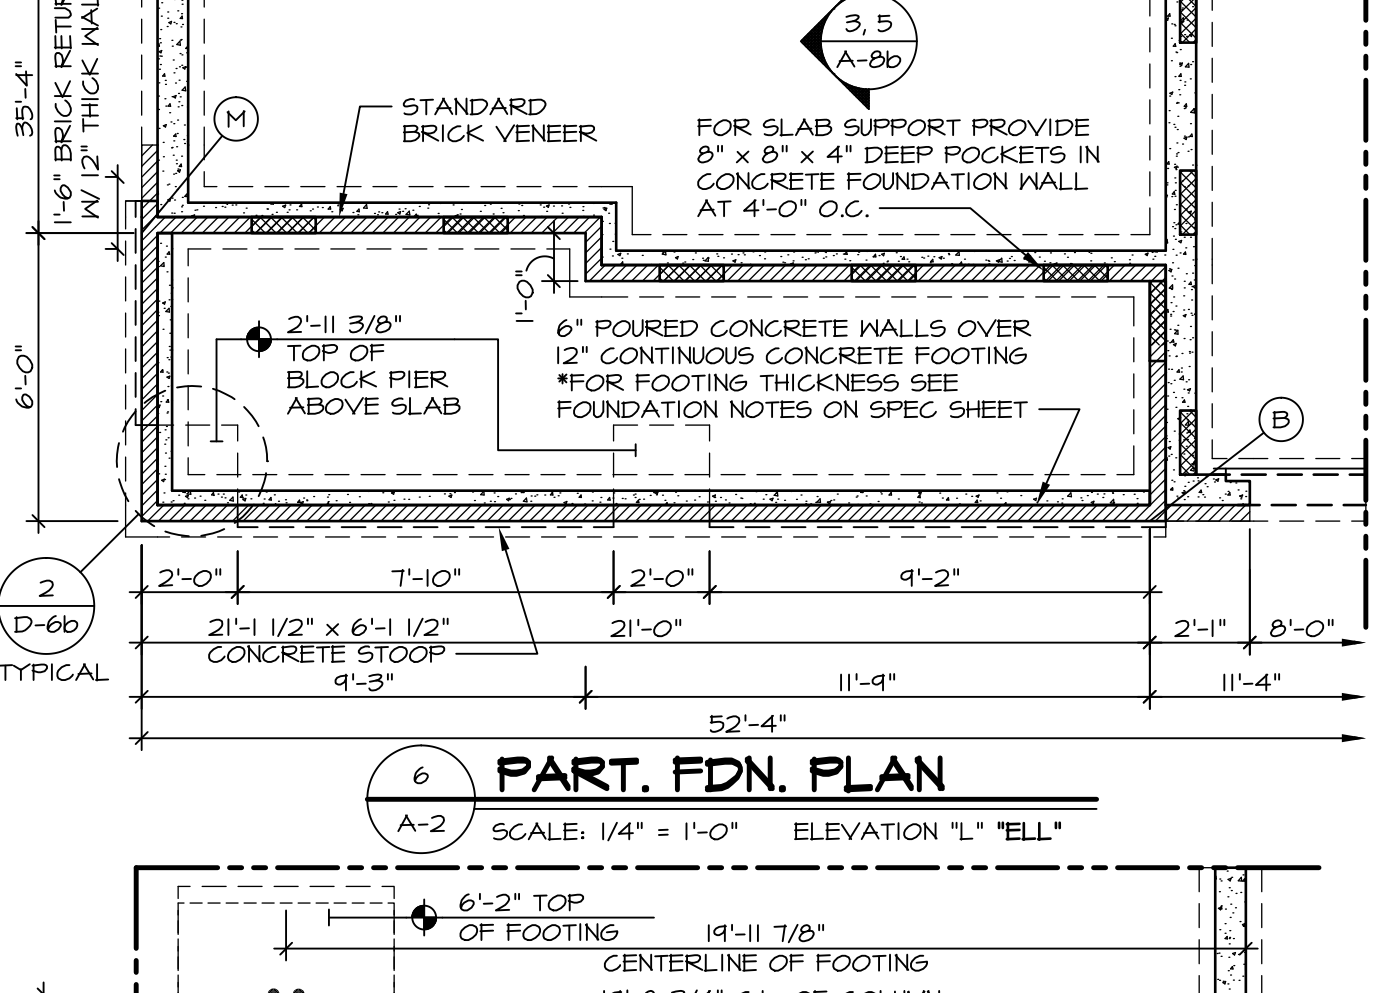 35'-4"
W/ 12" THICK
1'-6" BRICK
M
STANDARD
BRICK VENEER
3, 5
A-8b
FOR SLAB SUPPORT PROVIDE
8" x 8" x 4" DEEP POCKETS IN
CONCRETE FOUNDATION WALL
AT 4'-0" O.C.
1'-0"
2'-11 3/8"
TOP OF
BLOCK PIER
ABOVE SLAB
6" POURED CONCRETE WALLS OVER
12" CONTINUOUS CONCRETE FOOTING
*FOR FOOTING THICKNESS SEE
FOUNDATION NOTES ON SPEC SHEET
6'-0"
B
2
D-6b
TYPICAL
2'-0"
7'-10"
2'-0"
9'-2"
21'-1 1/2" x 6'-1 1/2"
CONCRETE STOOP
21'-0"
2'-1"
8'-0"
9'-3"
11'-9"
11'-4"
52'-4"
6
A-2
PART. FDN. PLAN
SCALE: 1/4" = 1'-0" ELEVATION "L" "ELL"
6'-2" TOP
OF FOOTING
19'-11 7/8"
CENTERLINE OF FOOTING